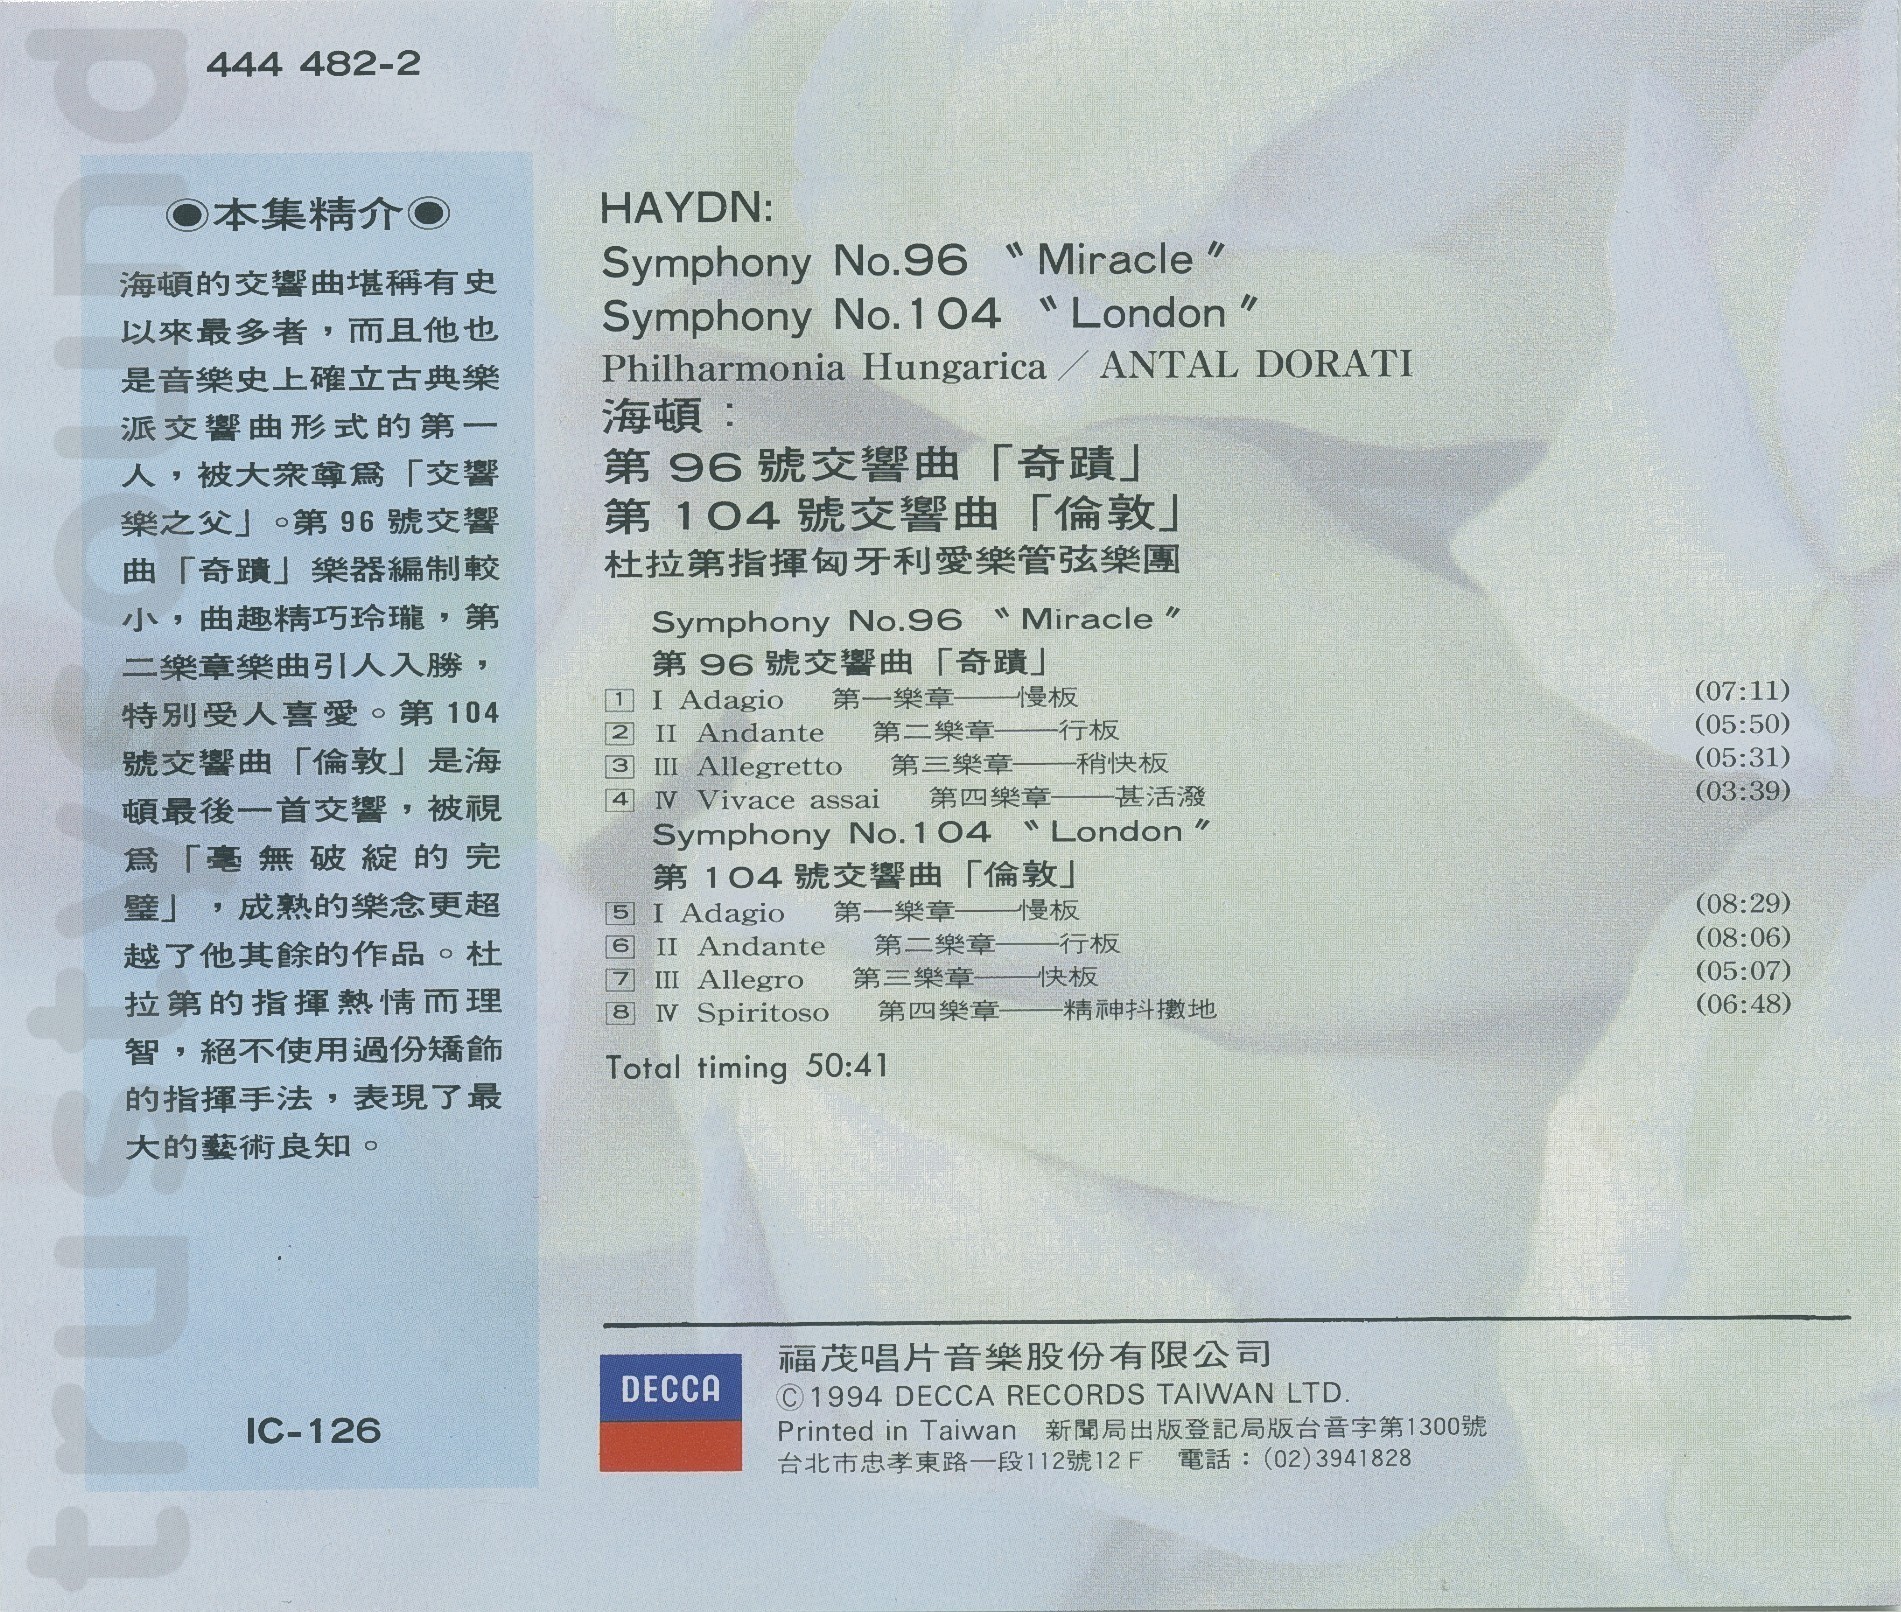 444 482-2
trustysound
◉本集精介◉
海頓的交響曲堪稱有史
以來最多者，而且他也
是音樂史上確立古典樂
派交響曲形式的第一
人，被大衆尊爲「交響
樂之父」。第 96 號交響
曲「奇蹟」樂器編制較
小，曲趣精巧玲瓏，第
二樂章樂曲引人入勝，
特別受人喜愛。第 104
號交響曲「倫敦」是海
頓最後一首交響，被視
爲「毫無破綻的完
璧」，成熟的樂念更超
越了他其餘的作品。杜
拉第的指揮熱情而理
智，絕不使用過份矯飾
的指揮手法，表現了最
大的藝術良知。
IC-126
HAYDN:
Symphony No.96 〝Miracle〞
Symphony No.104 〝London〞
Philharmonia Hungarica／ANTAL DORATI
海頓：
第 96 號交響曲「奇蹟」
第 104 號交響曲「倫敦」
杜拉第指揮匈牙利愛樂管弦樂團
Symphony No.96 〝Miracle〞
第 96 號交響曲「奇蹟」
1 I Adagio 第一樂章——慢板 (07:11)
2 II Andante 第二樂章——行板 (05:50)
3 III Allegretto 第三樂章——稍快板 (05:31)
4 IV Vivace assai 第四樂章——甚活潑 (03:39)
Symphony No.104 〝London〞
第 104 號交響曲「倫敦」
5 I Adagio 第一樂章——慢板 (08:29)
6 II Andante 第二樂章——行板 (08:06)
7 III Allegro 第三樂章——快板 (05:07)
8 IV Spiritoso 第四樂章——精神抖擻地 (06:48)
Total timing 50:41
DECCA
福茂唱片音樂股份有限公司
©1994 DECCA RECORDS TAIWAN LTD.
Printed in Taiwan 新聞局出版登記局版台音字第1300號
台北市忠孝東路一段112號12F 電話：(02)3941828